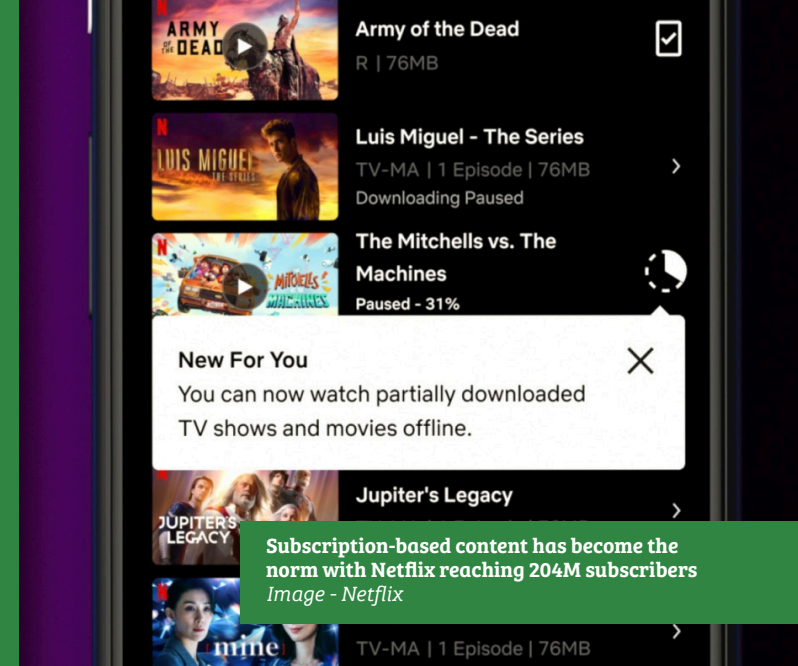 N
ARMY
OF THE DEAD
Army of the Dead
R | 76MB
N
LUIS MIGUEL
THE SERIES
Luis Miguel - The Series
TV-MA | 1 Episode | 76MB
Downloading Paused
N
MITCHELLS
MACHINES
The Mitchells vs. The
Machines
Paused - 31%
New For You
You can now watch partially downloaded
TV shows and movies offline.
JUPITER'S
LEGACY
Jupiter's Legacy
Subscription-based content has become the
norm with Netflix reaching 204M subscribers
Image - Netflix
N
mine
TV-MA | 1 Episode | 76MB